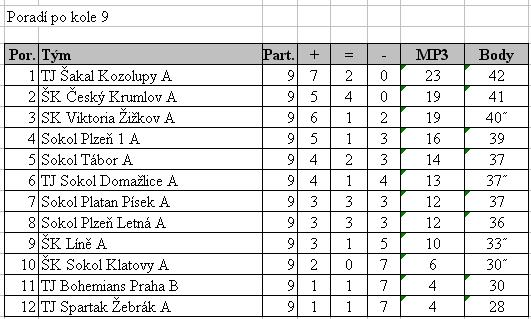 Poradí po kole 9
Por. Tým Part. + = - MP3 Body
1 TJ Šakal Kozolupy A 9 7 2 0 23 42
2 ŠK Český Krumlov A 9 5 4 0 19 41
3 SK Viktoria Žižkov A 9 6 1 2 19 40˝
4 Sokol Plzeň 1 A 9 5 1 3 16 39
5 Sokol Tábor A 9 4 2 3 14 37
6 TJ Sokol Domažlice A 9 4 1 4 13 37˝
7 Sokol Platan Písek A 9 3 3 3 12 37
8 Sokol Plzeň Letná A 9 3 3 3 12 36
9 ŠK Líně A 9 3 1 5 10 33˝
10 ŠK Sokol Klatovy A 9 2 0 7 6 30˝
11 TJ Bohemians Praha B 9 1 1 7 4 30
12 TJ Spartak Žebrák A 9 1 1 7 4 28